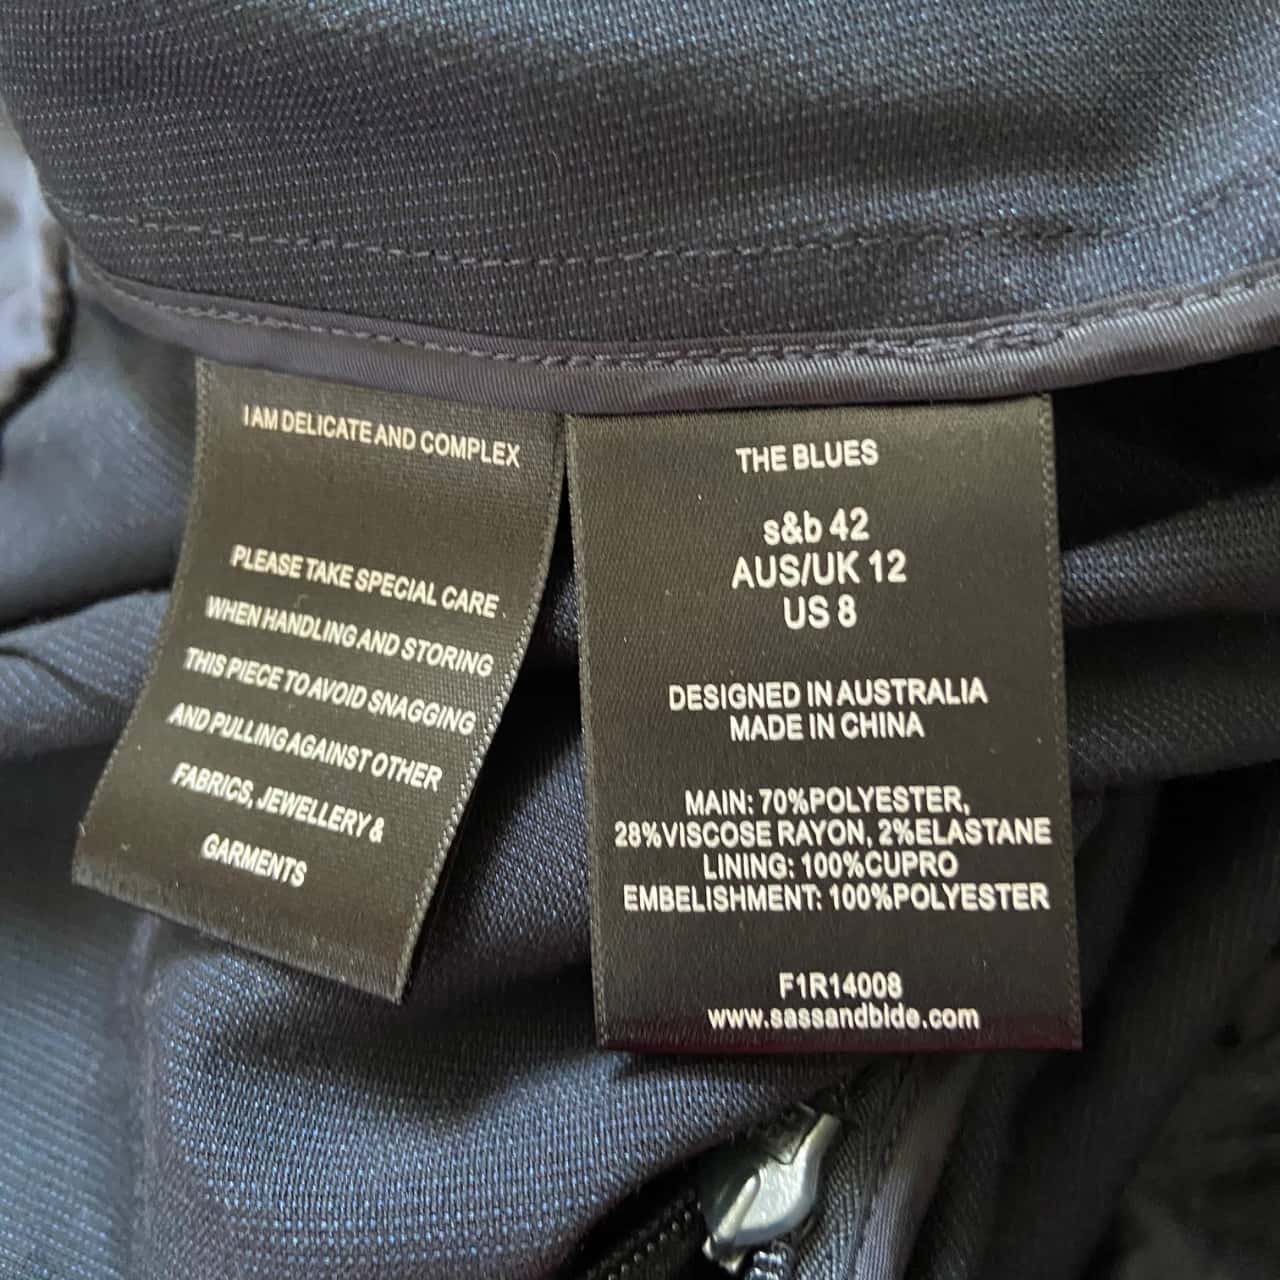 I AM DELICATE AND COMPLEX
PLEASE TAKE SPECIAL CARE
WHEN HANDLING AND STORING
THIS PIECE TO AVOID SNAGGING
AND PULLING AGAINST OTHER
FABRICS, JEWELLERY &
GARMENTS
THE BLUES
s&b 42
AUS/UK 12
US 8
DESIGNED IN AUSTRALIA
MADE IN CHINA
MAIN: 70%POLYESTER,
28%VISCOSE RAYON, 2%ELASTANE
LINING: 100%CUPRO
EMBELISHMENT: 100%POLYESTER
F1R14008
www.sassandbide.com